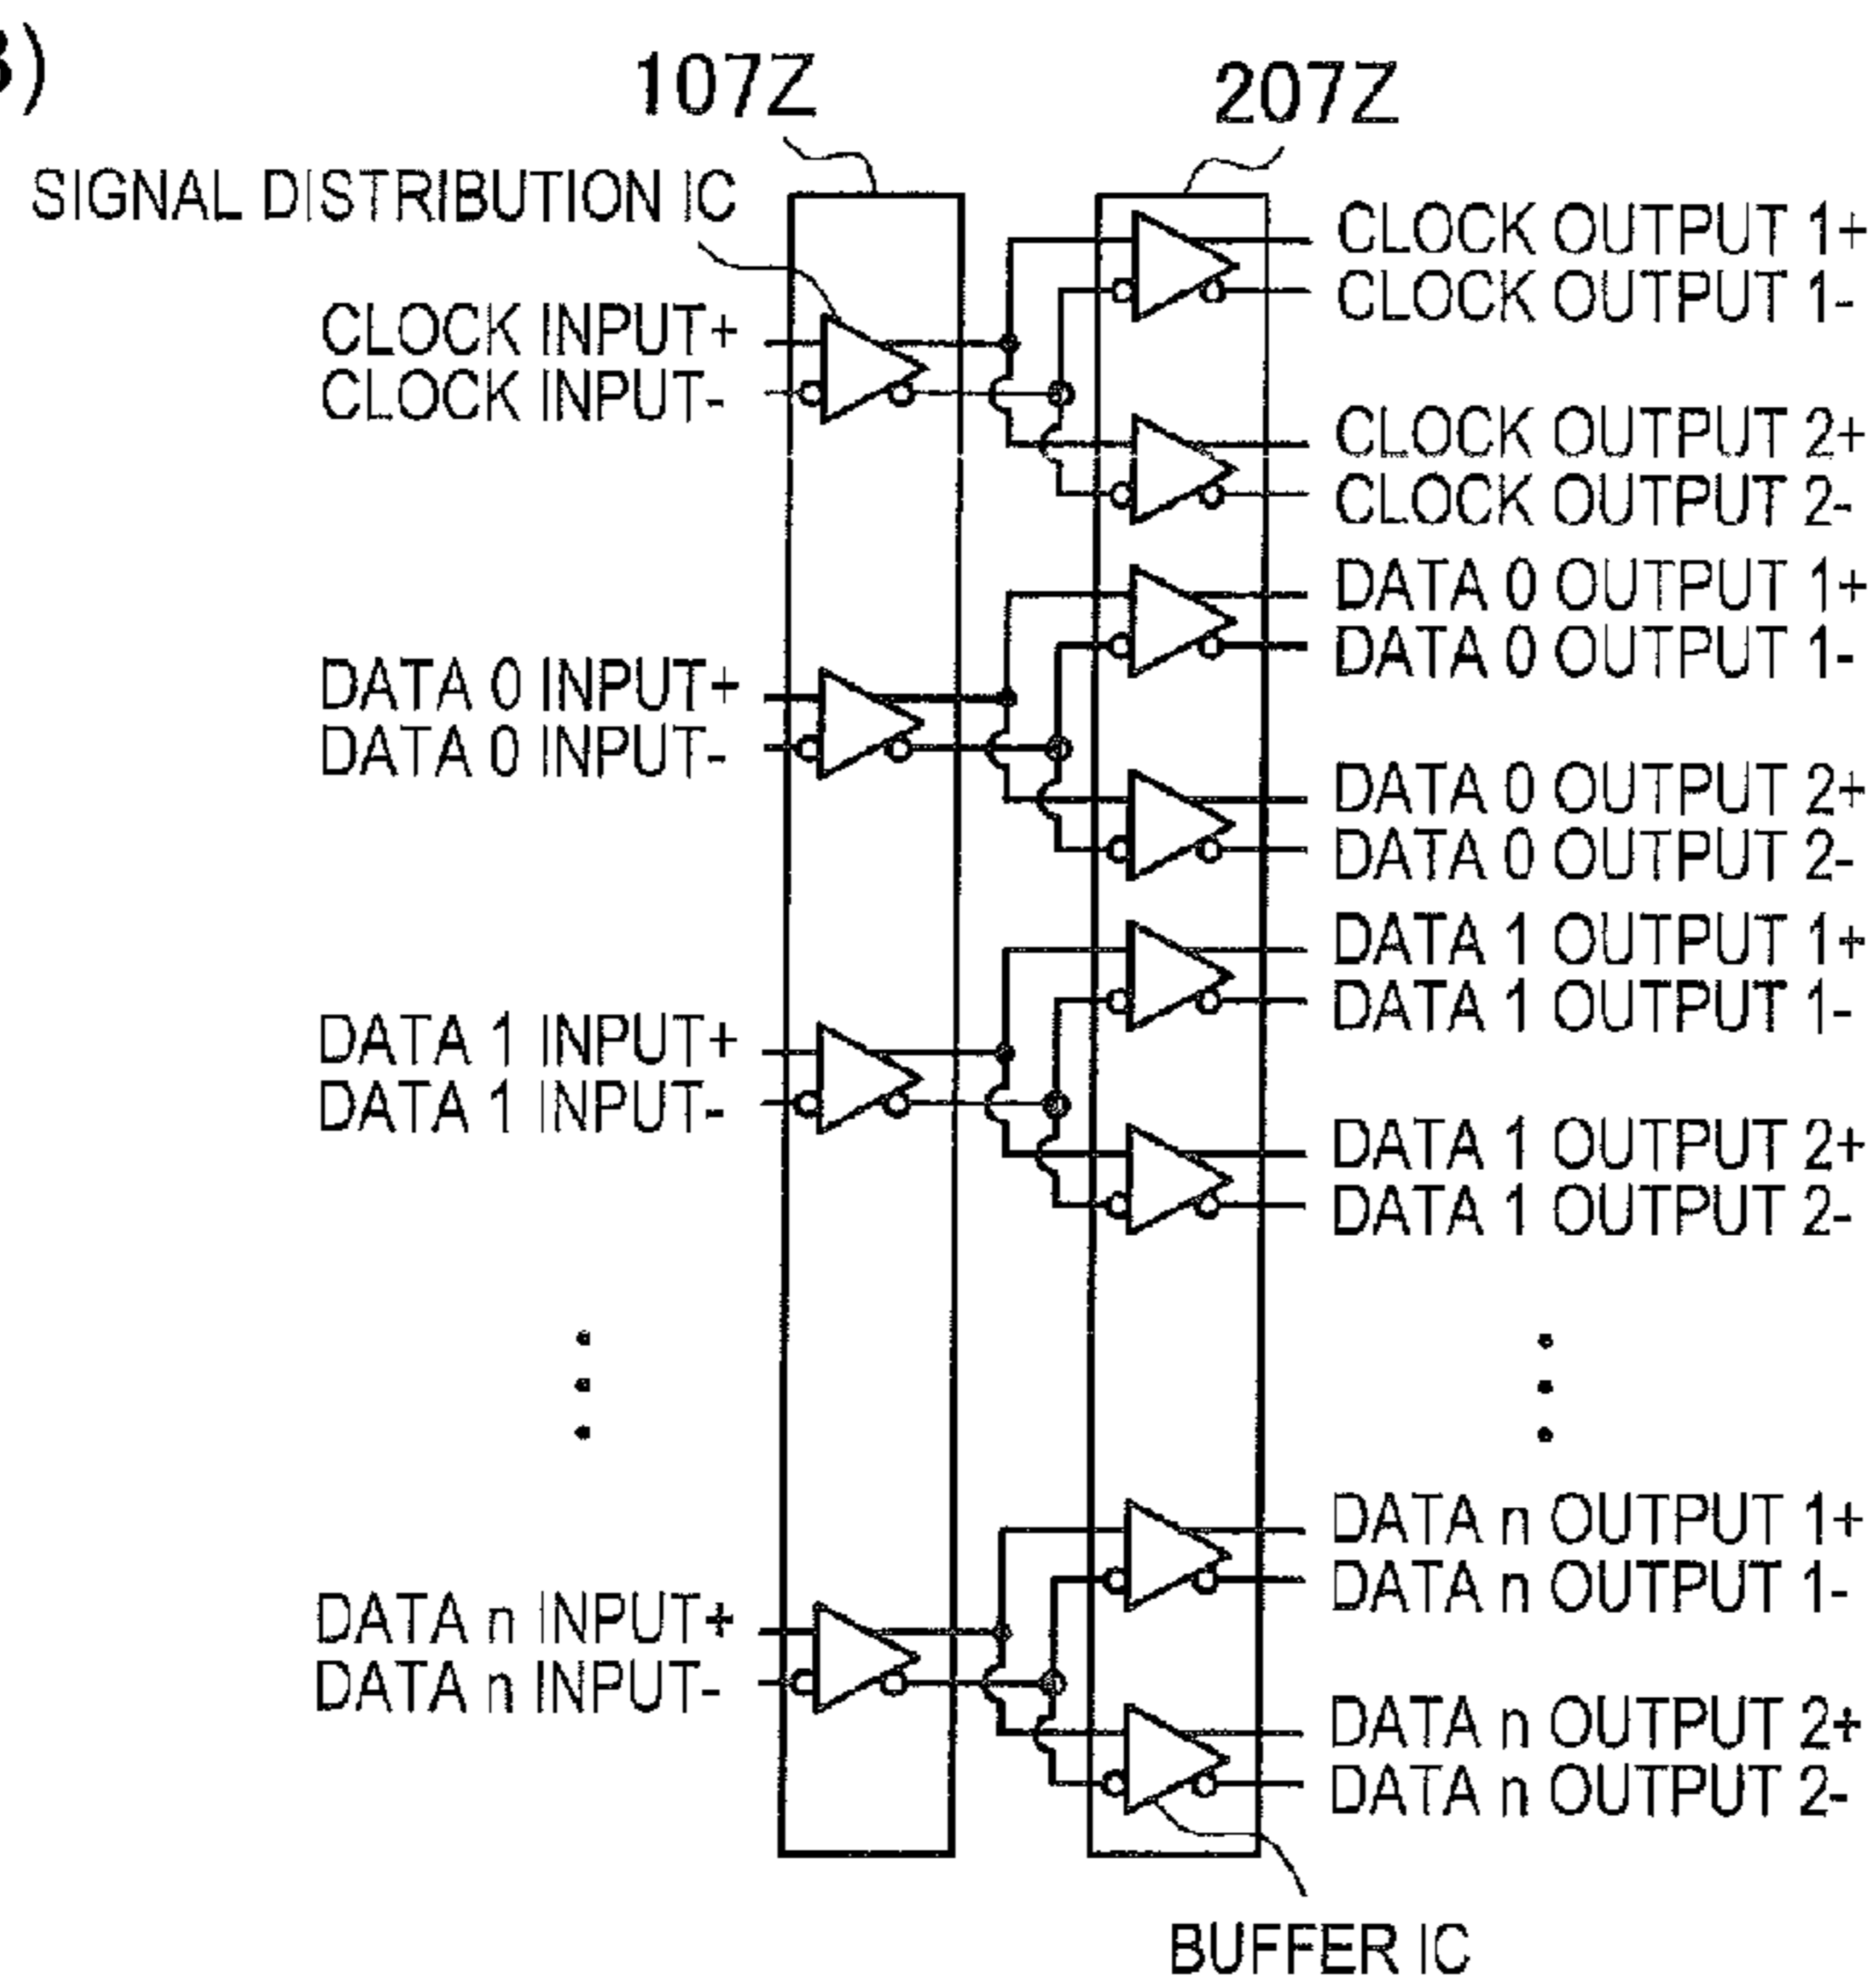 B)
107Z
207Z
SIGNAL DISTRIBUTION IC
CLOCK INPUT+
CLOCK INPUT-
DATA 0 INPUT+
DATA 0 INPUT-
DATA 1 INPUT+
DATA 1 INPUT-
DATA n INPUT+
DATA n INPUT-
CLOCK OUTPUT 1+
CLOCK OUTPUT 1-
CLOCK OUTPUT 2+
CLOCK OUTPUT 2-
DATA 0 OUTPUT 1+
DATA 0 OUTPUT 1-
DATA 0 OUTPUT 2+
DATA 0 OUTPUT 2-
DATA 1 OUTPUT 1+
DATA 1 OUTPUT 1-
DATA 1 OUTPUT 2+
DATA 1 OUTPUT 2-
DATA n OUTPUT 1+
DATA n OUTPUT 1-
DATA n OUTPUT 2+
DATA n OUTPUT 2-
BUFFER IC